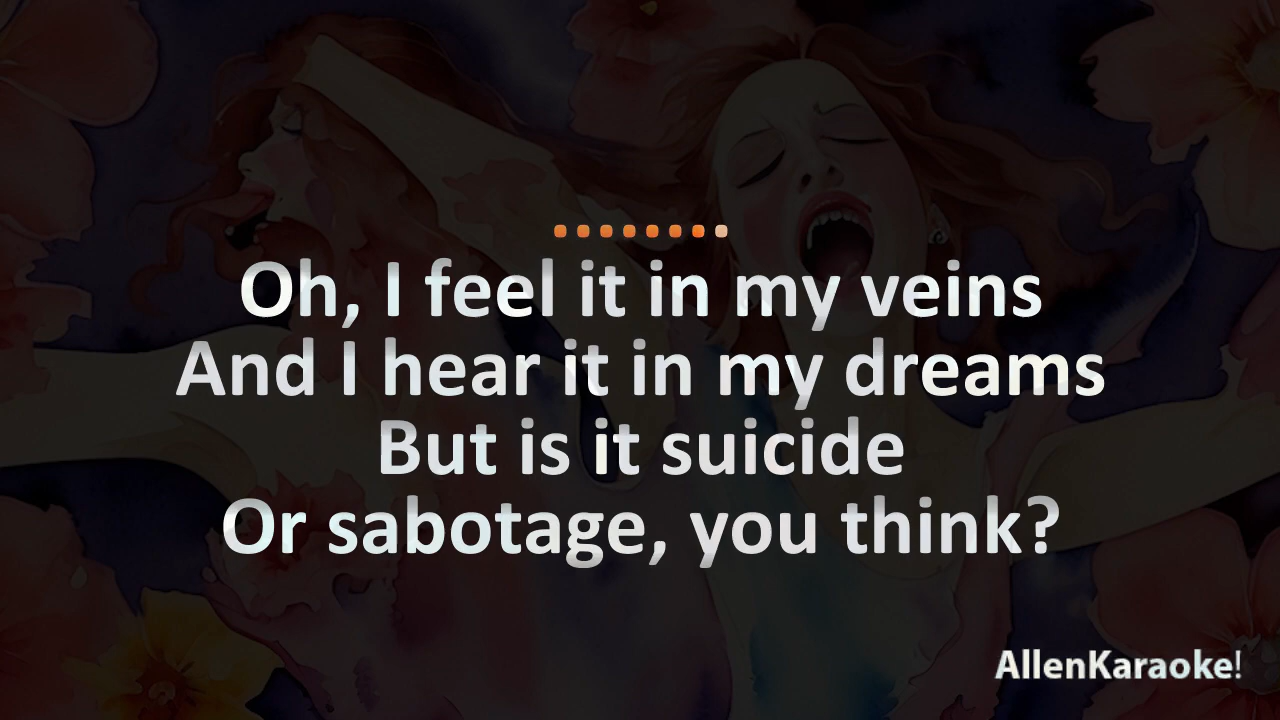 Oh, I feel it in my veins
And I hear it in my dreams
But is it suicide
Or sabotage, you think?
AllenKaraoke!